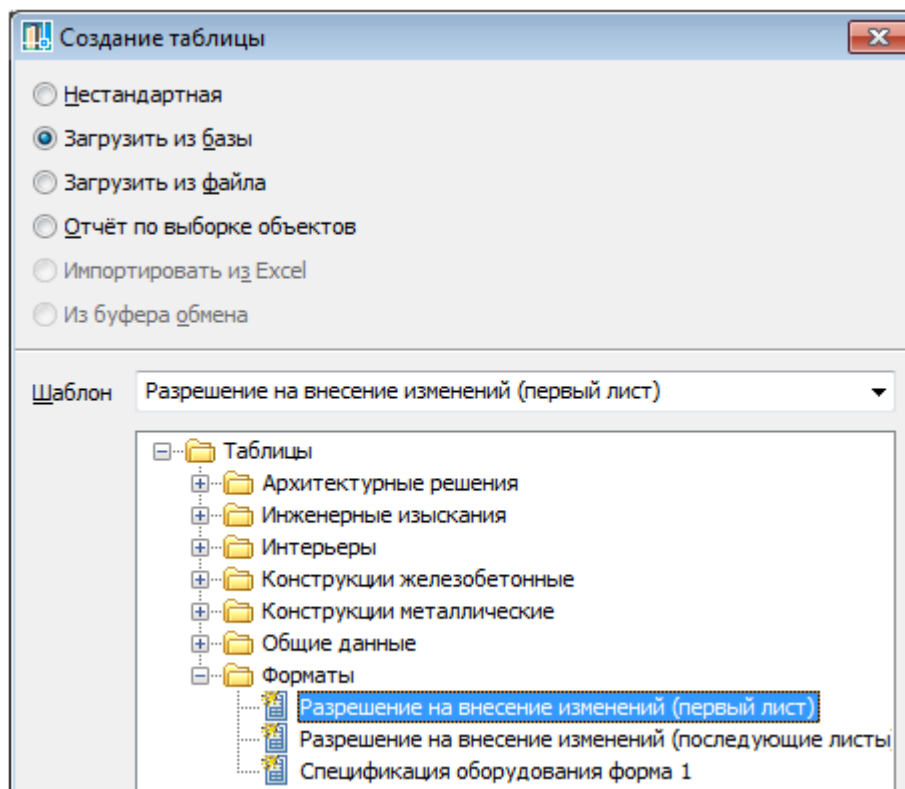 Создание таблицы
Нестандартная
Загрузить из базы
Загрузить из файла
Отчёт по выборке объектов
Импортировать из Excel
Из буфера обмена
Шаблон Разрешение на внесение изменений (первый лист)
Таблицы
Архитектурные решения
Инженерные изыскания
Интерьеры
Конструкции железобетонные
Конструкции металлические
Общие данные
Форматы
Разрешение на внесение изменений (первый лист)
Разрешение на внесение изменений (последующие листы
Спецификация оборудования форма 1